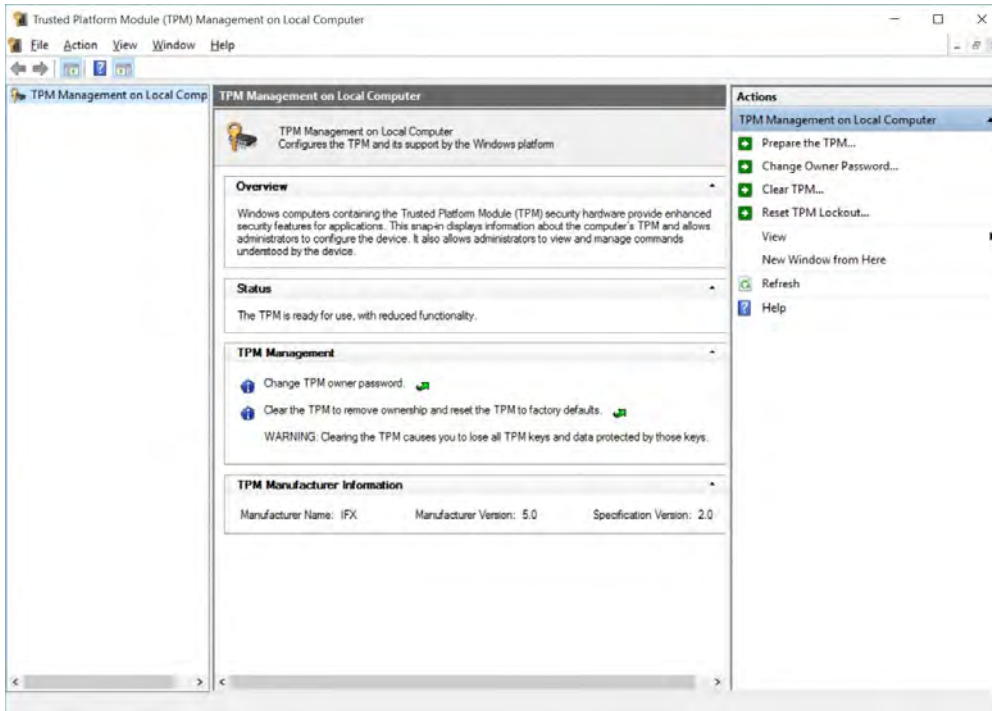 Trusted Platform Module (TPM) Management on Local Computer
File Action View Window Help
TPM Management on Local Comp
TPM Management on Local Computer
TPM Management on Local Computer
Configures the TPM and its support by the Windows platform
Overview
Windows computers containing the Trusted Platform Module (TPM) security hardware provide enhanced
security features for applications. This snap-in displays information about the computer's TPM and allows
administrators to configure the device. It also allows administrators to view and manage commands
understood by the device.
Status
The TPM is ready for use, with reduced functionality.
TPM Management
Change TPM owner password.
Clear the TPM to remove ownership and reset the TPM to factory defaults.
WARNING: Clearing the TPM causes you to lose all TPM keys and data protected by those keys.
TPM Manufacturer Information
Manufacturer Name: IFX Manufacturer Version: 5.0 Specification Version: 2.0
Actions
TPM Management on Local Computer
Prepare the TPM...
Change Owner Password...
Clear TPM...
Reset TPM Lockout...
View
New Window from Here
Refresh
Help